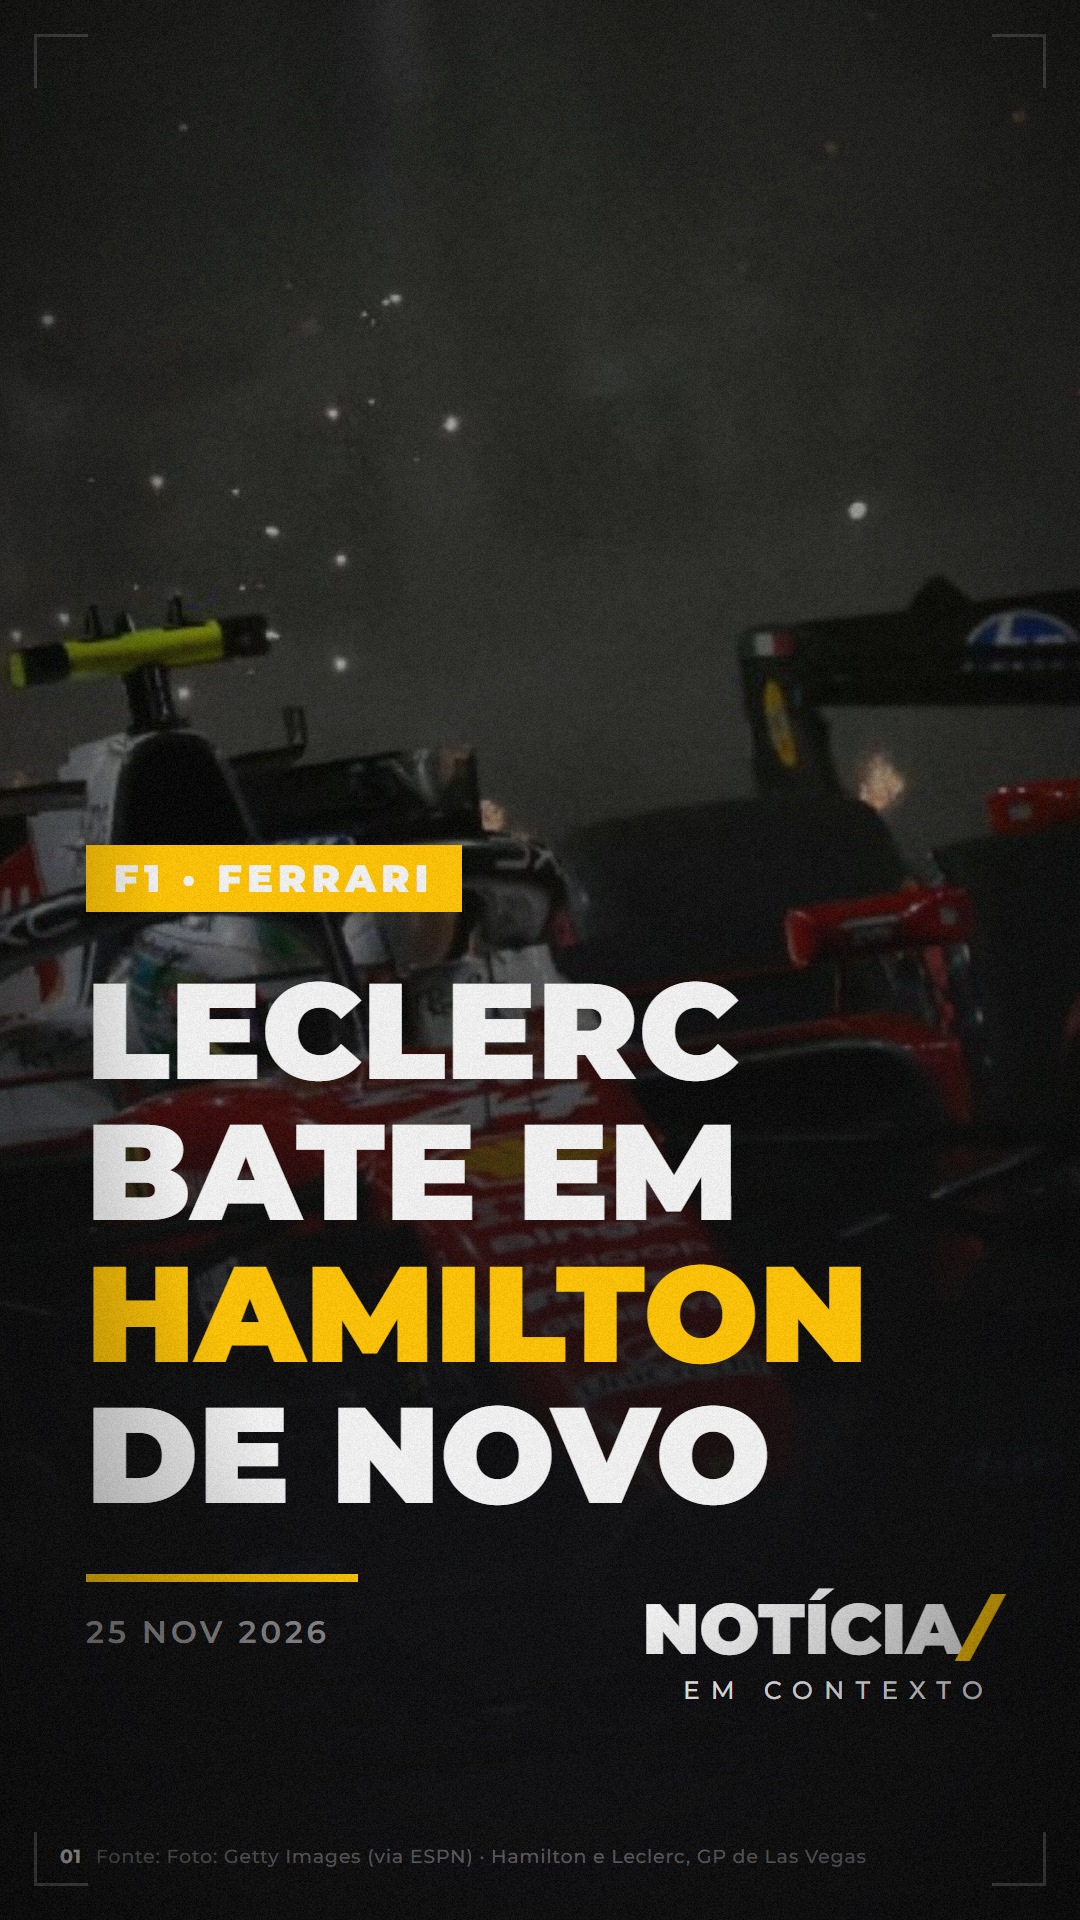 F1 • FERRARI
LECLERC
BATE EM
HAMILTON
DE NOVO
25 NOV 2026
NOTÍCIA/
EM CONTEXTO
01 Fonte: Foto: Getty Images (via ESPN) · Hamilton e Leclerc, GP de Las Vegas